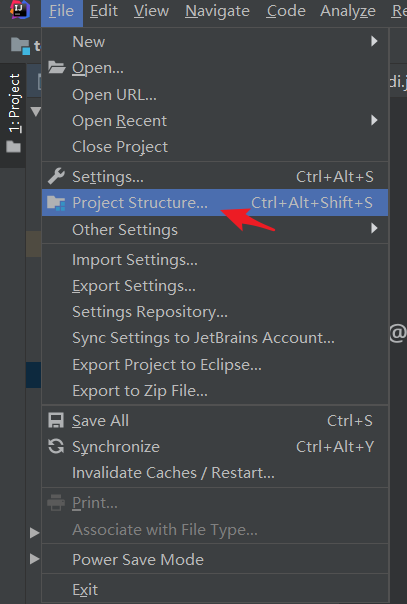 IJ
File Edit View Navigate Code Analyze Re
t
1: Project
di.j
New
Open...
Open URL...
Open Recent
Close Project
Settings... Ctrl+Alt+S
Project Structure... Ctrl+Alt+Shift+S
Other Settings
Import Settings...
Export Settings...
Settings Repository...
Sync Settings to JetBrains Account...
@
Export Project to Eclipse...
Export to Zip File...
Save All Ctrl+S
Synchronize Ctrl+Alt+Y
Invalidate Caches / Restart...
Print...
Associate with File Type...
Power Save Mode
Exit